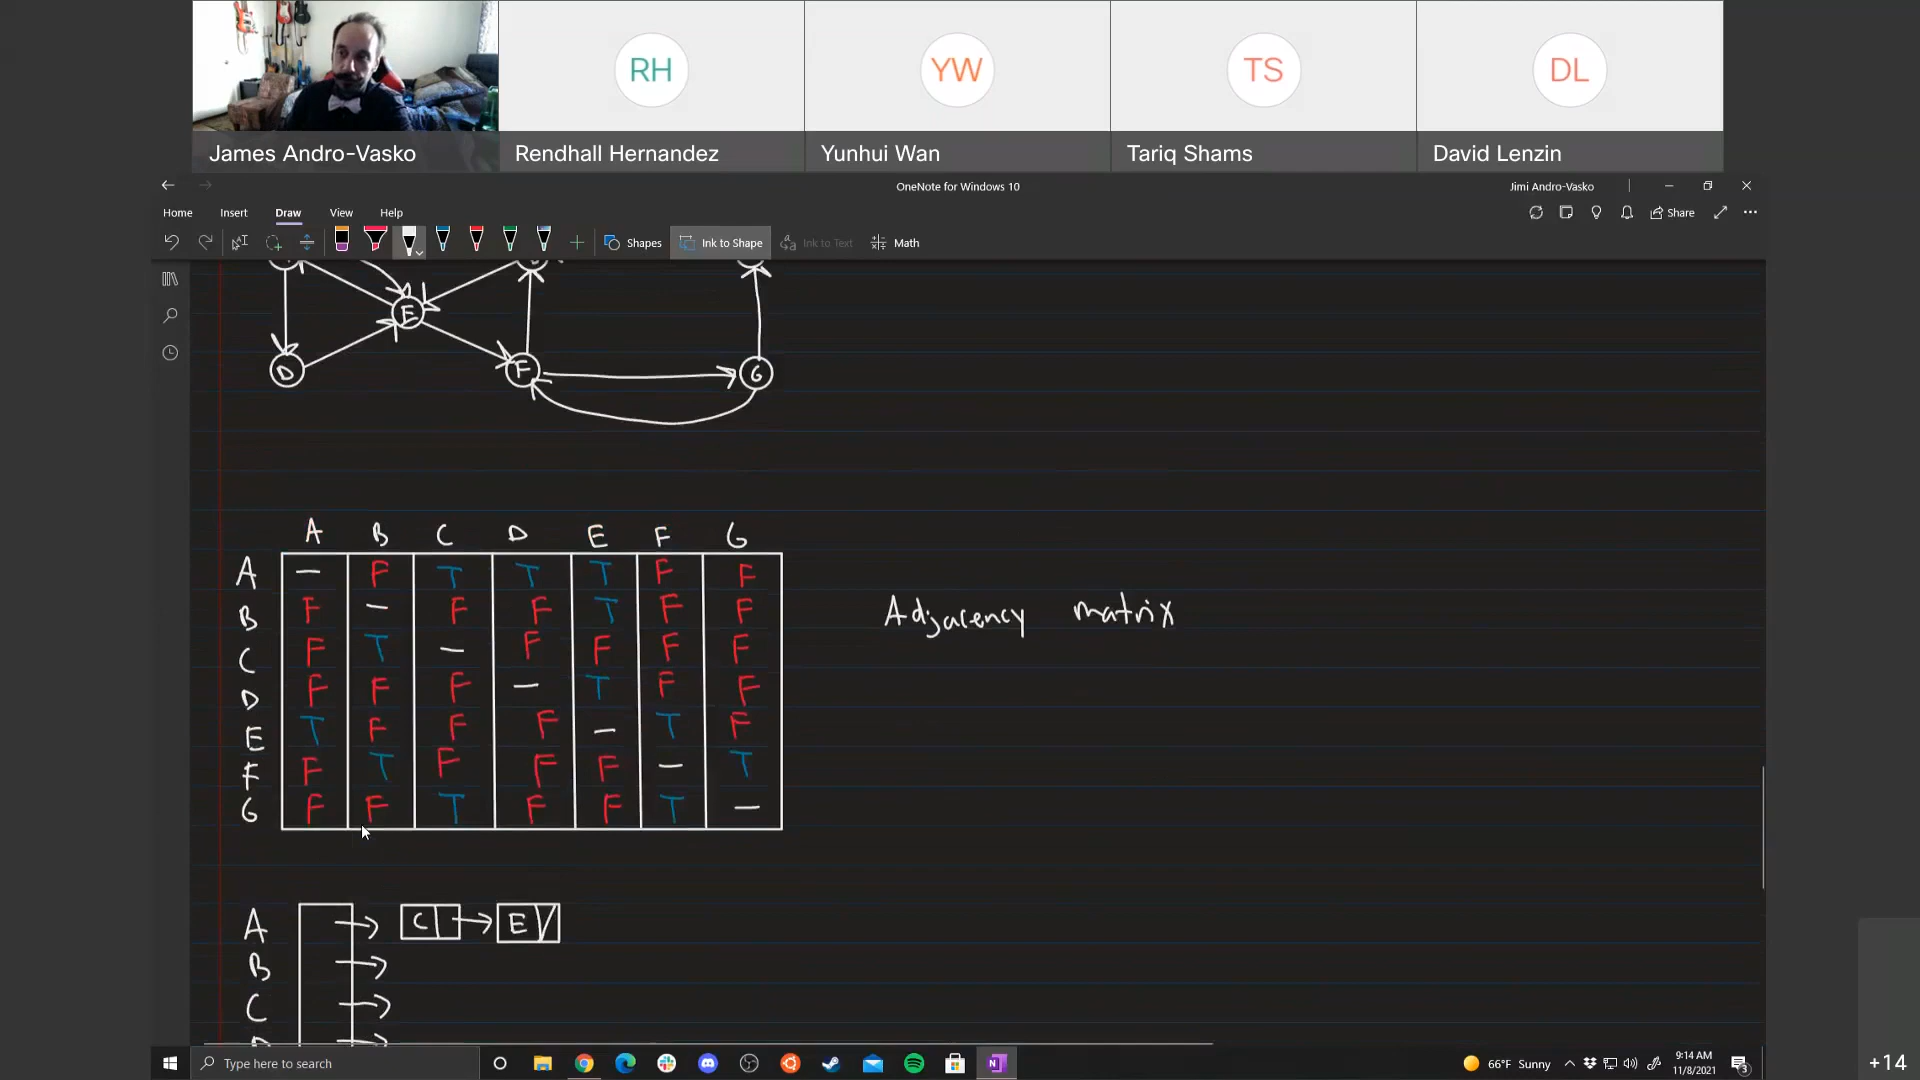 RH YW TS DL
James Andro-Vasko Rendhall Hernandez Yunhui Wan Tariq Shams David Lenzin
OneNote for Windows 10 Jimi Andro-Vasko
Home Insert Draw View Help Share
Shapes Ink to Shape Ink to Text Math
E
D F G
A B C D E F G
A — F T T T F F
B F — F F T F F
C F T — F F F F
D F F F — T F F
E T F F F — T F
F F T F F F — T
G F F T F F T —
Adjacency matrix
A C E
B
C
D
Type here to search 66°F Sunny 9:14 AM
11/8/2021 3
+14